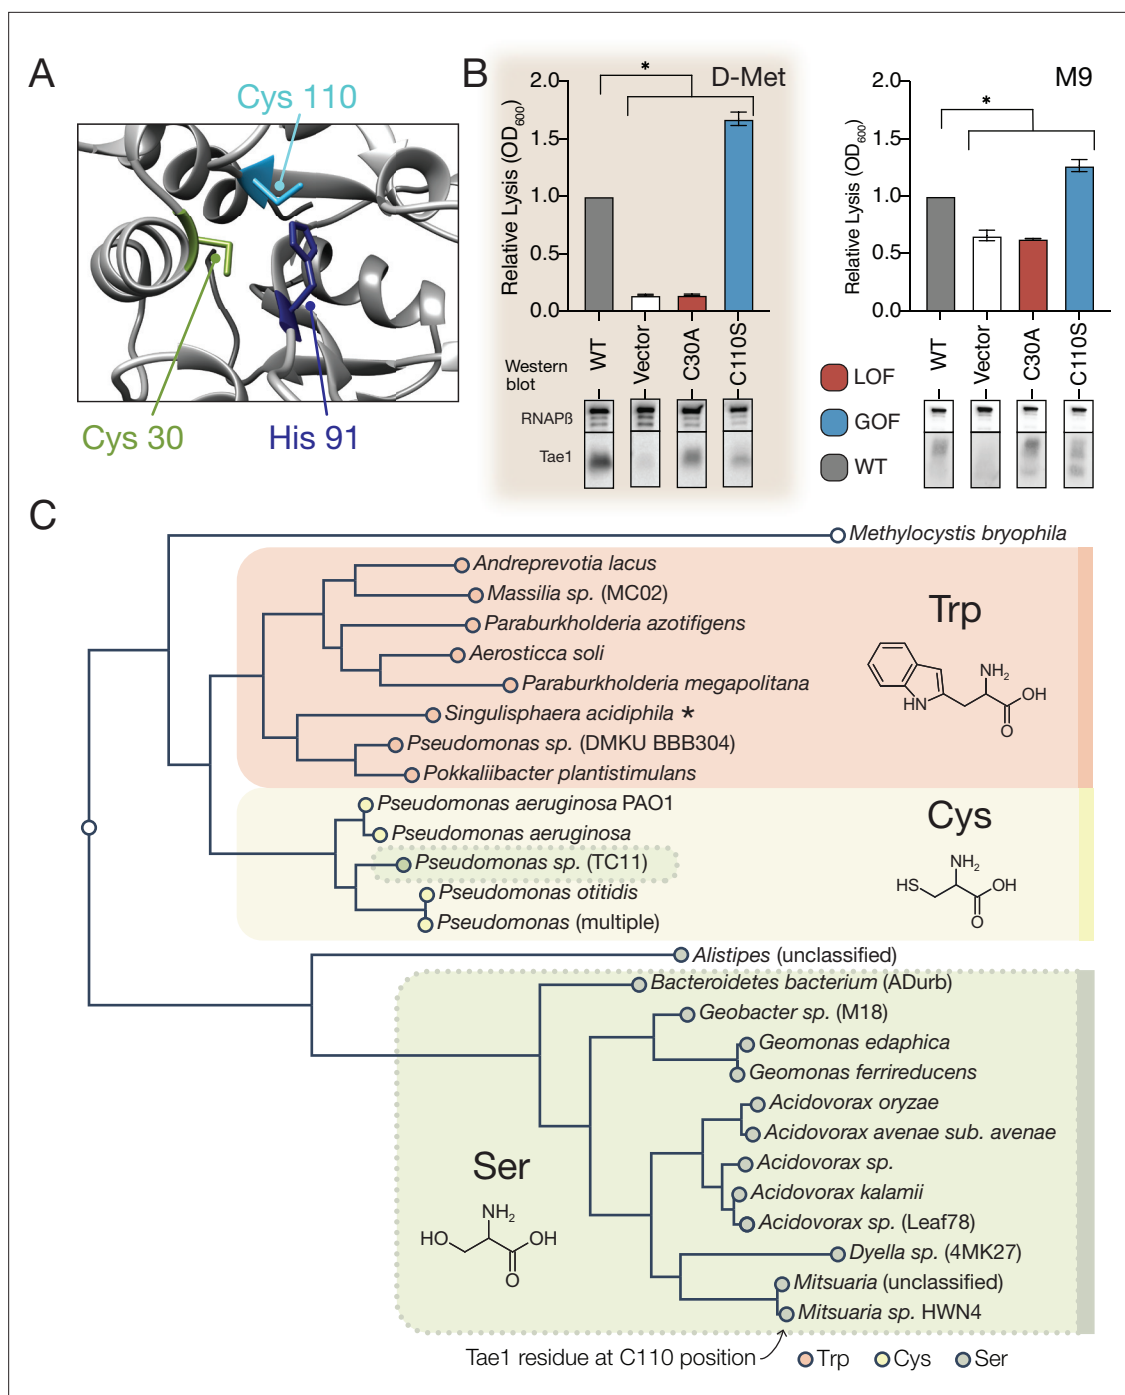 A
Cys 110
Cys 30
His 91
B
D-Met
Relative Lysis (OD600)
2.0
1.5
1.0
0.5
0.0
*
WT
Vector
C30A
C110S
Western
blot
RNAPß
Tae1
M9
Relative Lysis (OD600)
2.0
1.5
1.0
0.5
0.0
*
WT
Vector
C30A
C110S
LOF
GOF
WT
C
Methylocystis bryophila
Andreprevotia lacus
Massilia sp. (MC02)
Paraburkholderia azotifigens
Aerosticca soli
Paraburkholderia megapolitana
Singulisphaera acidiphila *
Pseudomonas sp. (DMKU BBB304)
Pokkaliibacter plantistimulans
Trp
NH2
OH
HN
O
Pseudomonas aeruginosa PAO1
Pseudomonas aeruginosa
Pseudomonas sp. (TC11)
Pseudomonas otitidis
Pseudomonas (multiple)
Cys
NH2
HS
OH
O
Alistipes (unclassified)
Bacteroidetes bacterium (ADurb)
Geobacter sp. (M18)
Geomonas edaphica
Geomonas ferrireducens
Acidovorax oryzae
Acidovorax avenae sub. avenae
Acidovorax sp.
Acidovorax kalamii
Acidovorax sp. (Leaf78)
Dyella sp. (4MK27)
Mitsuaria (unclassified)
Mitsuaria sp. HWN4
Ser
NH2
HO
OH
O
Tae1 residue at C110 position
Trp
Cys
Ser